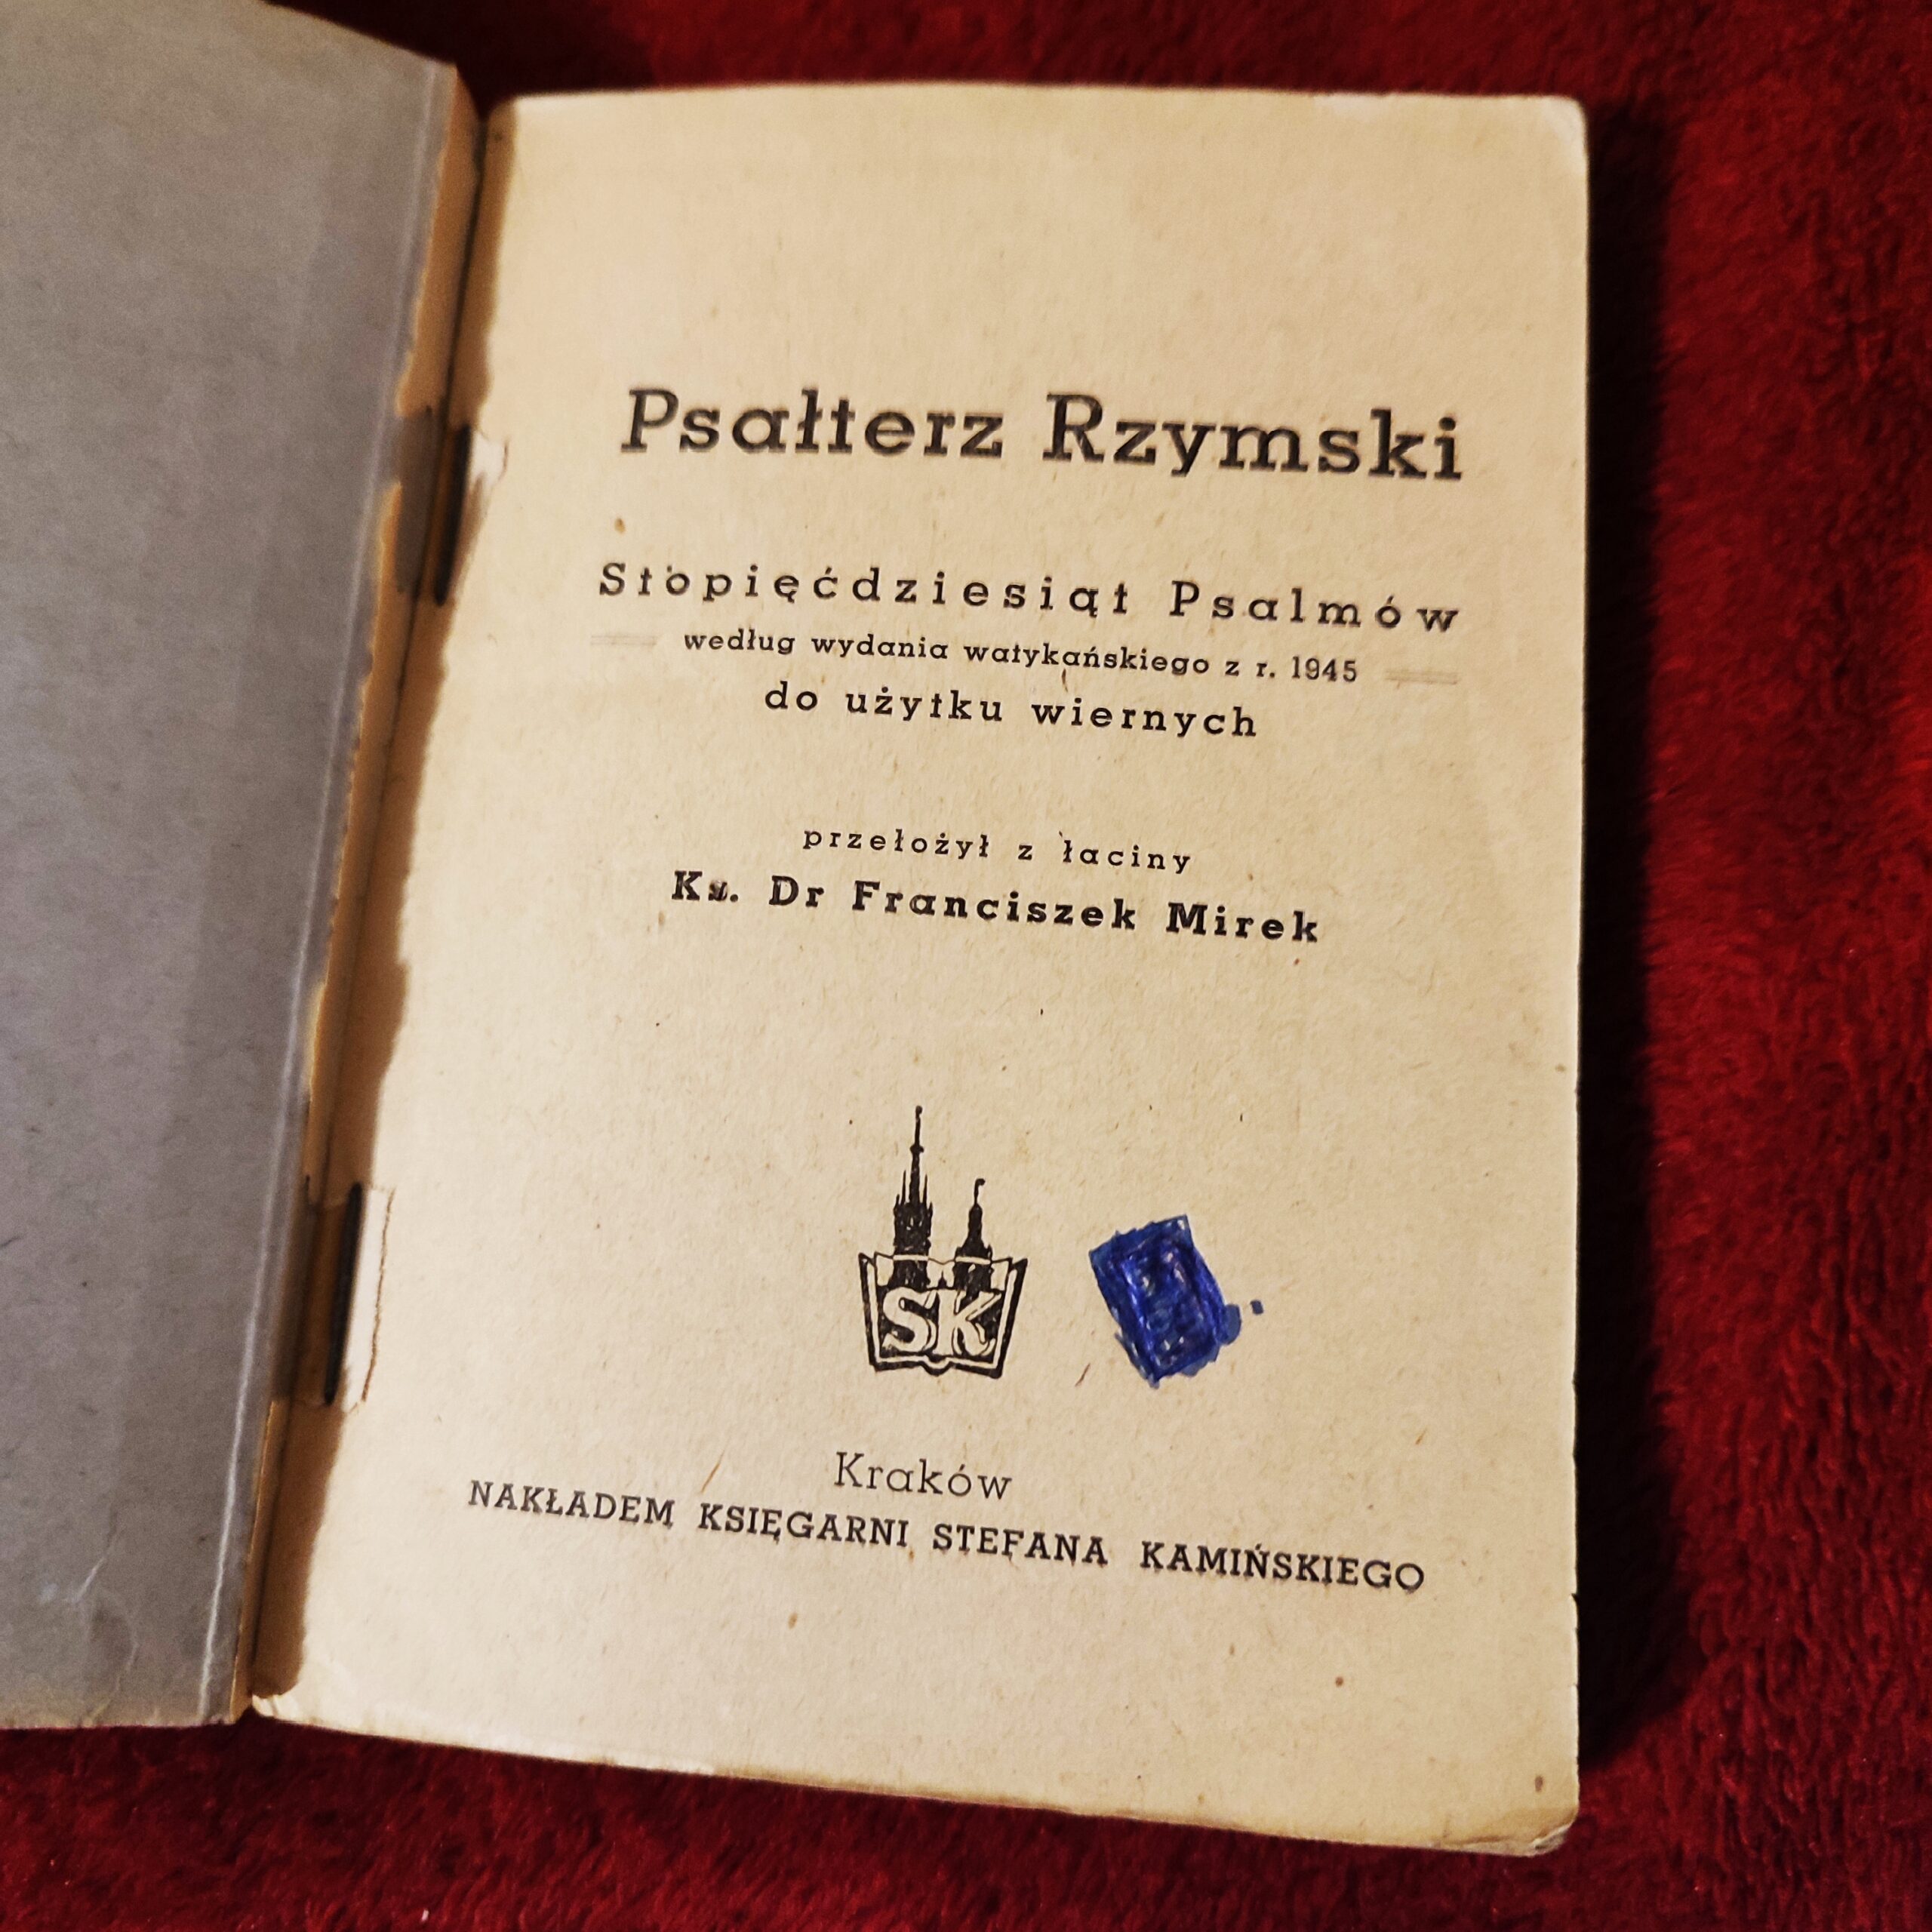 Psałterz Rzymski
Stopięćdziesiąt Psalmów
według wydania watykańskiego z r. 1945
do użytku wiernych
przełożył z łaciny
Ks. Dr Franciszek Mirek
SK
Kraków
NAKŁADEM KSIĘGARNI STEFANA KAMIŃSKIEGO